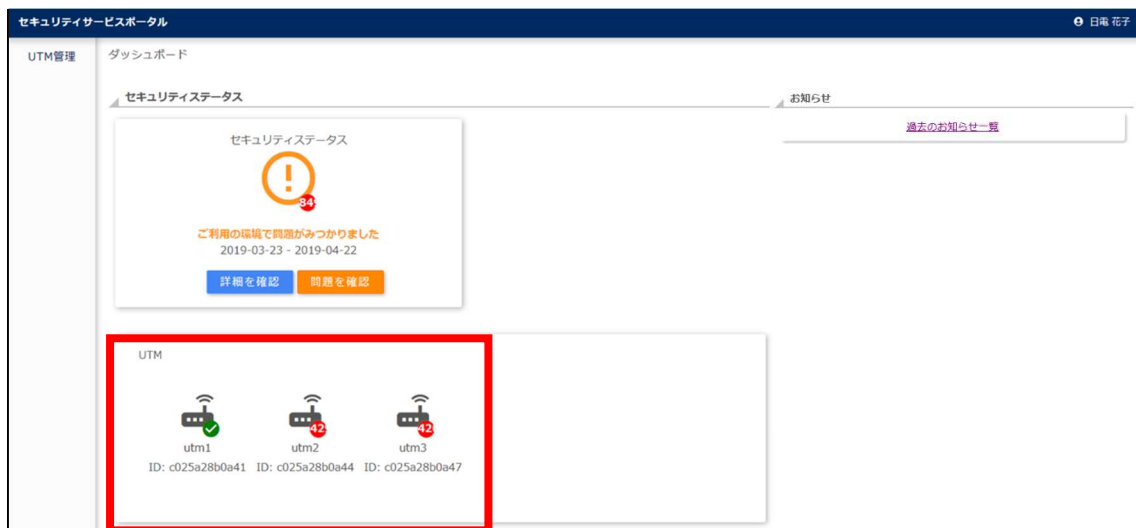 セキュリティサービスポータル
日電 花子
UTM管理
ダッシュボード
セキュリティステータス
お知らせ
過去のお知らせ一覧
セキュリティステータス
84
ご利用の環境で問題がみつかりました
2019-03-23 - 2019-04-22
詳細を確認
問題を確認
UTM
42
42
utm1
utm2
utm3
ID: c025a28b0a41
ID: c025a28b0a44
ID: c025a28b0a47